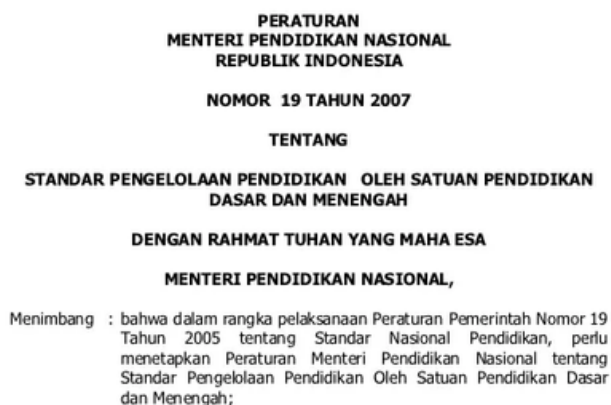 PERATURAN
MENTERI PENDIDIKAN NASIONAL
REPUBLIK INDONESIA
NOMOR 19 TAHUN 2007
TENTANG
STANDAR PENGELOLAAN PENDIDIKAN OLEH SATUAN PENDIDIKAN
DASAR DAN MENENGAH
DENGAN RAHMAT TUHAN YANG MAHA ESA
MENTERI PENDIDIKAN NASIONAL,
Menimbang : bahwa dalam rangka pelaksanaan Peraturan Pemerintah Nomor 19
Tahun 2005 tentang Standar Nasional Pendidikan, perlu
menetapkan Peraturan Menteri Pendidikan Nasional tentang
Standar Pengelolaan Pendidikan Oleh Satuan Pendidikan Dasar
dan Menengah;